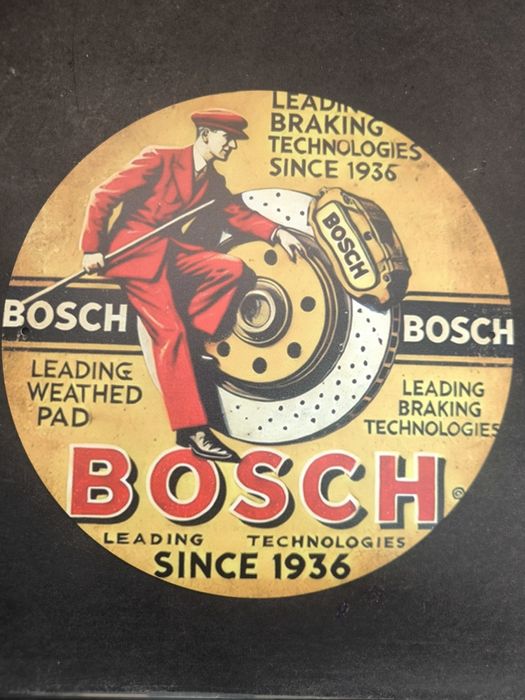 LEADING
BRAKING
TECHNOLOGIES
SINCE 1936
BOSCH
BOSCH
BOSCH
LEADING
WEATHED
PAD
LEADING
BRAKING
TECHNOLOGIES
BOSCH
LEADING TECHNOLOGIES
SINCE 1936